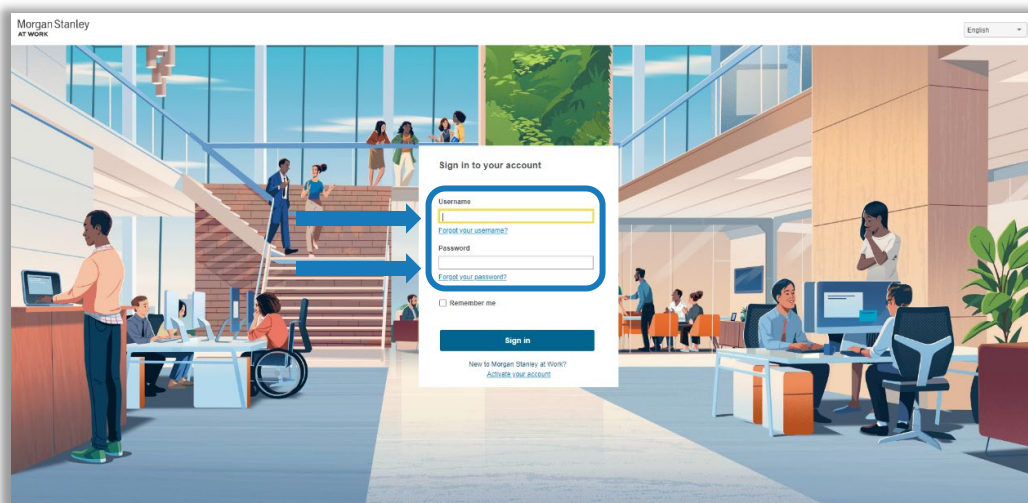 Morgan Stanley
AT WORK
English
Sign in to your account
Username
Forgot your username?
Password
Forgot your password?
Remember me
Sign in
New to Morgan Stanley at Work?
Activate your account